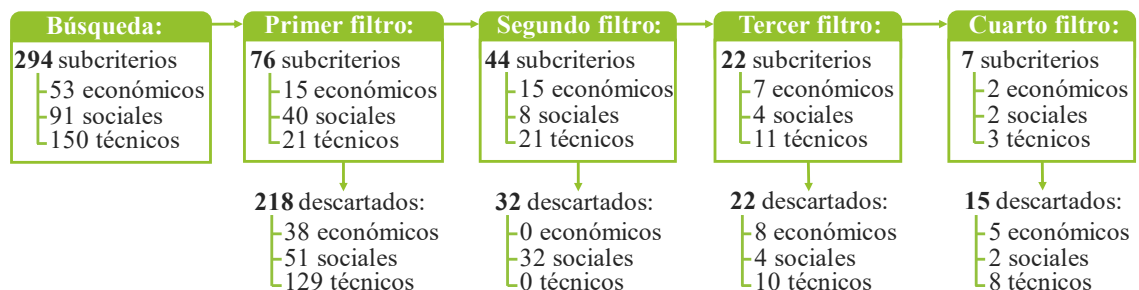 Búsqueda:
294 subcriterios
53 económicos
91 sociales
150 técnicos
Primer filtro:
76 subcriterios
15 económicos
40 sociales
21 técnicos
218 descartados:
38 económicos
51 sociales
129 técnicos
Segundo filtro:
44 subcriterios
15 económicos
8 sociales
21 técnicos
32 descartados:
0 económicos
32 sociales
0 técnicos
Tercer filtro:
22 subcriterios
7 económicos
4 sociales
11 técnicos
22 descartados:
8 económicos
4 sociales
10 técnicos
Cuarto filtro:
7 subcriterios
2 económicos
2 sociales
3 técnicos
15 descartados:
5 económicos
2 sociales
8 técnicos